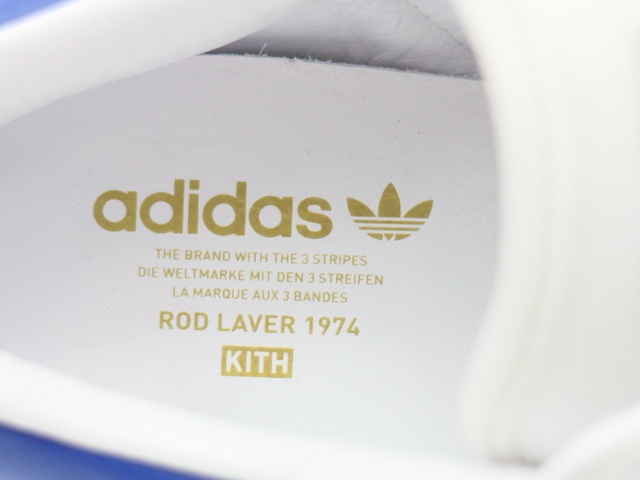 adidas
THE BRAND WITH THE 3 STRIPES
DIE WELTMARKE MIT DEN 3 STREIFEN
LA MARQUE AUX 3 BANDES
ROD LAVER 1974
KITH